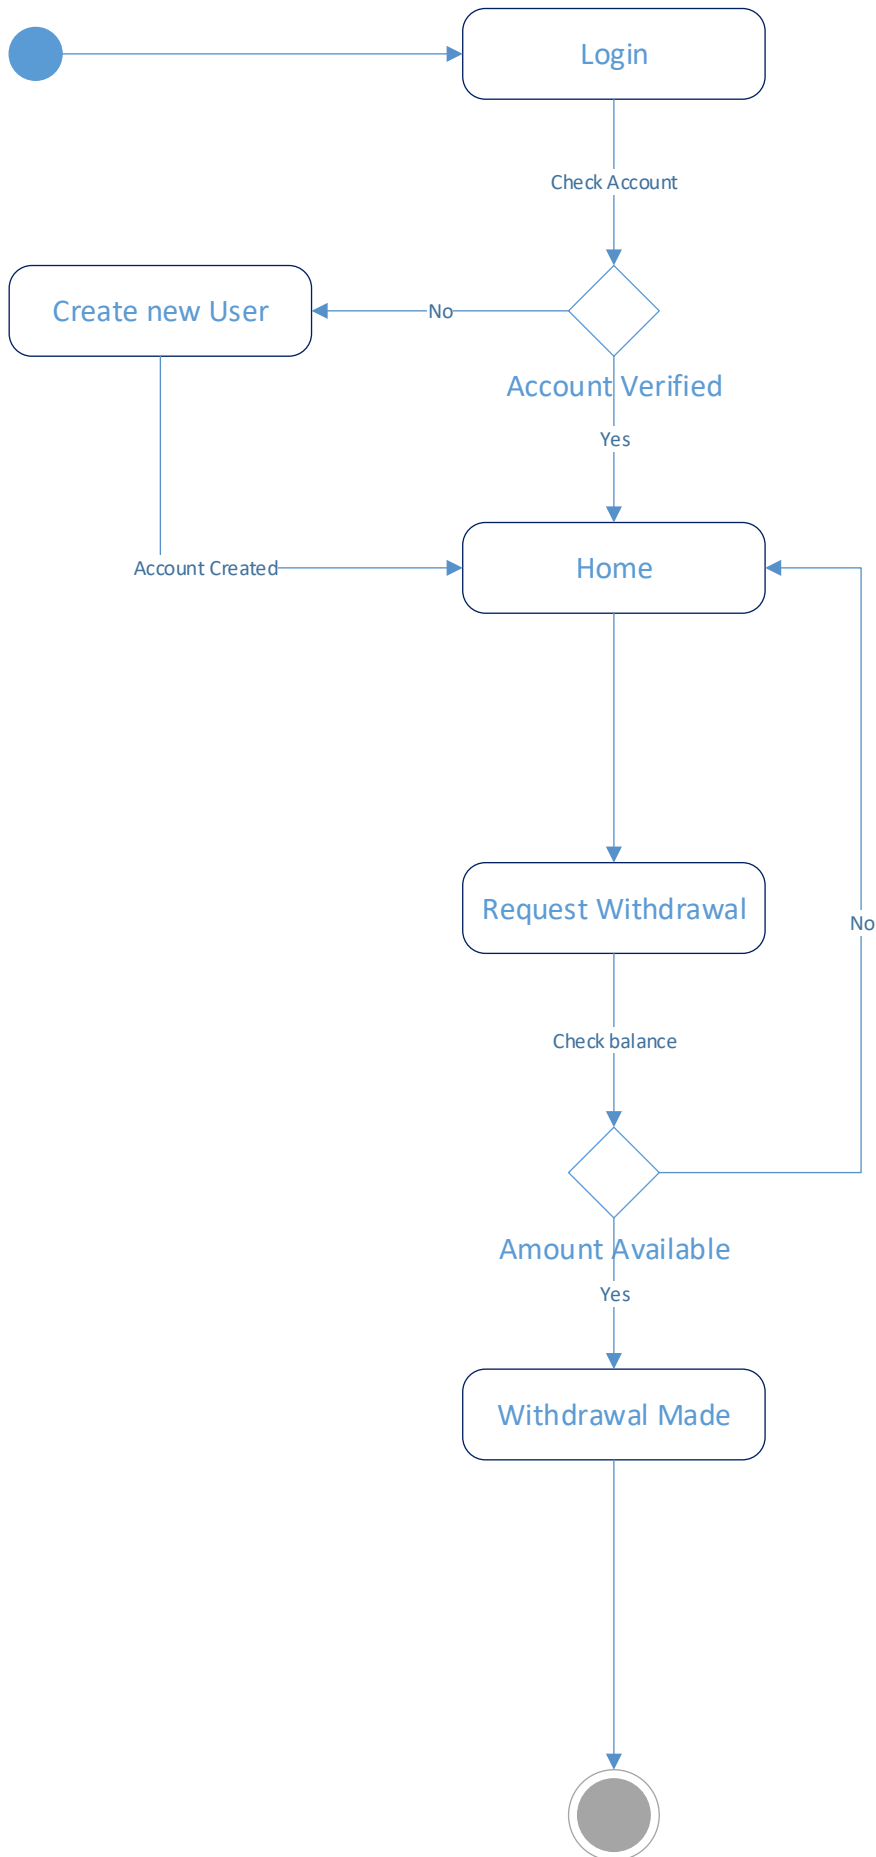 Login
Check Account
Create new User
No
Account Verified
Yes
Account Created
Home
Request Withdrawal
No
Check balance
Amount Available
Yes
Withdrawal Made